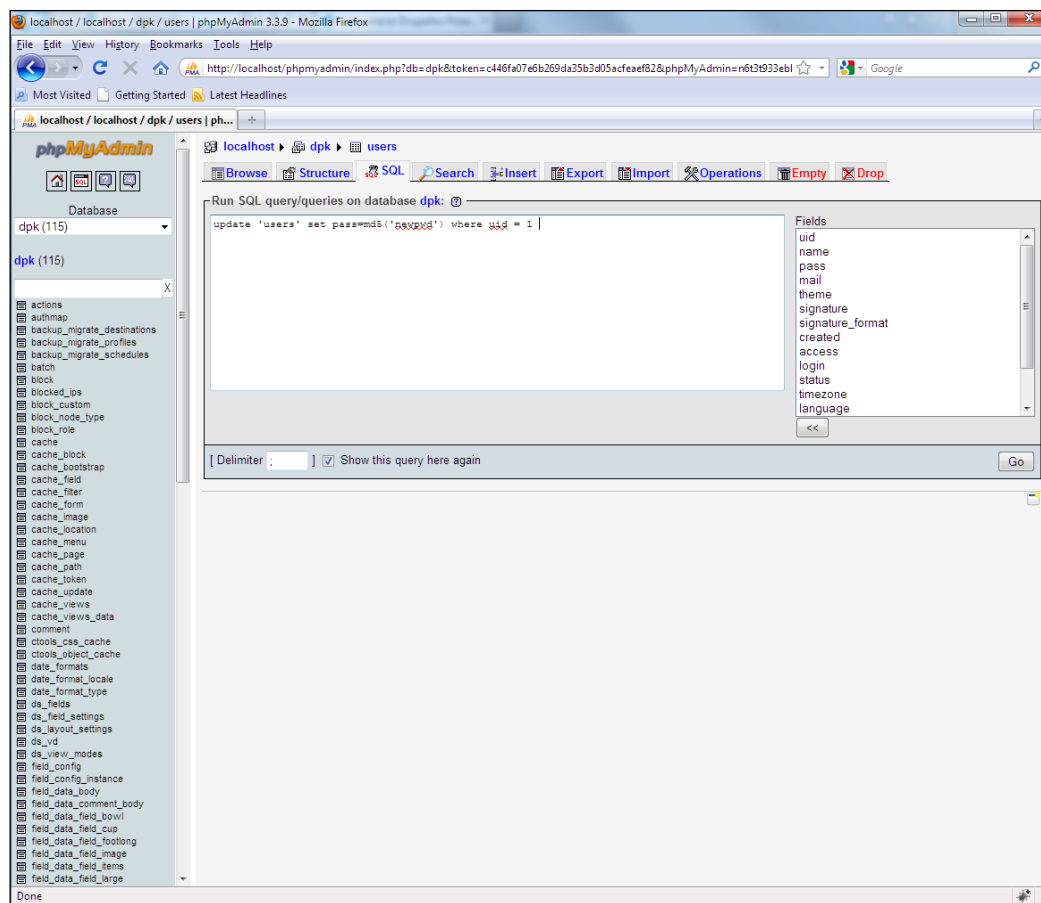 localhost / localhost / dpk / users | phpMyAdmin 3.3.9 - Mozilla Firefox
File Edit View History Bookmarks Tools Help
http://localhost/phpmyadmin/index.php?db=dpk&token=c446fa07e6b269da35b3d05acfeaef82&phpMyAdmin=n6t3t933ebl
Google
Most Visited Getting Started Latest Headlines
localhost / localhost / dpk / users | ph...
phpMyAdmin
localhost dpk users
Browse Structure SQL Search Insert Export Import Operations Empty Drop
Database
dpk (115)
dpk (115)
X
actions
authmap
backup_migrate_destinations
backup_migrate_profiles
backup_migrate_schedules
batch
block
blocked_ips
block_custom
block_node_type
block_role
cache
cache_block
cache_bootstrap
cache_field
cache_filter
cache_form
cache_image
cache_location
cache_menu
cache_page
cache_path
cache_token
cache_update
cache_views
cache_views_data
comment
ctools_css_cache
ctools_object_cache
date_formats
date_format_locale
date_format_type
ds_fields
ds_field_settings
ds_layout_settings
ds_vd
ds_view_modes
field_config
field_config_instance
field_data_body
field_data_comment_body
field_data_field_bowl
field_data_field_cup
field_data_field_footlong
field_data_field_image
field_data_field_items
field_data_field_large
Run SQL query/queries on database dpk:
update 'users' set pass=md5('newpwd') where uid = 1
Fields
uid
name
pass
mail
theme
signature
signature_format
created
access
login
status
timezone
language
<<
[ Delimiter ; ] Show this query here again
Go
Done